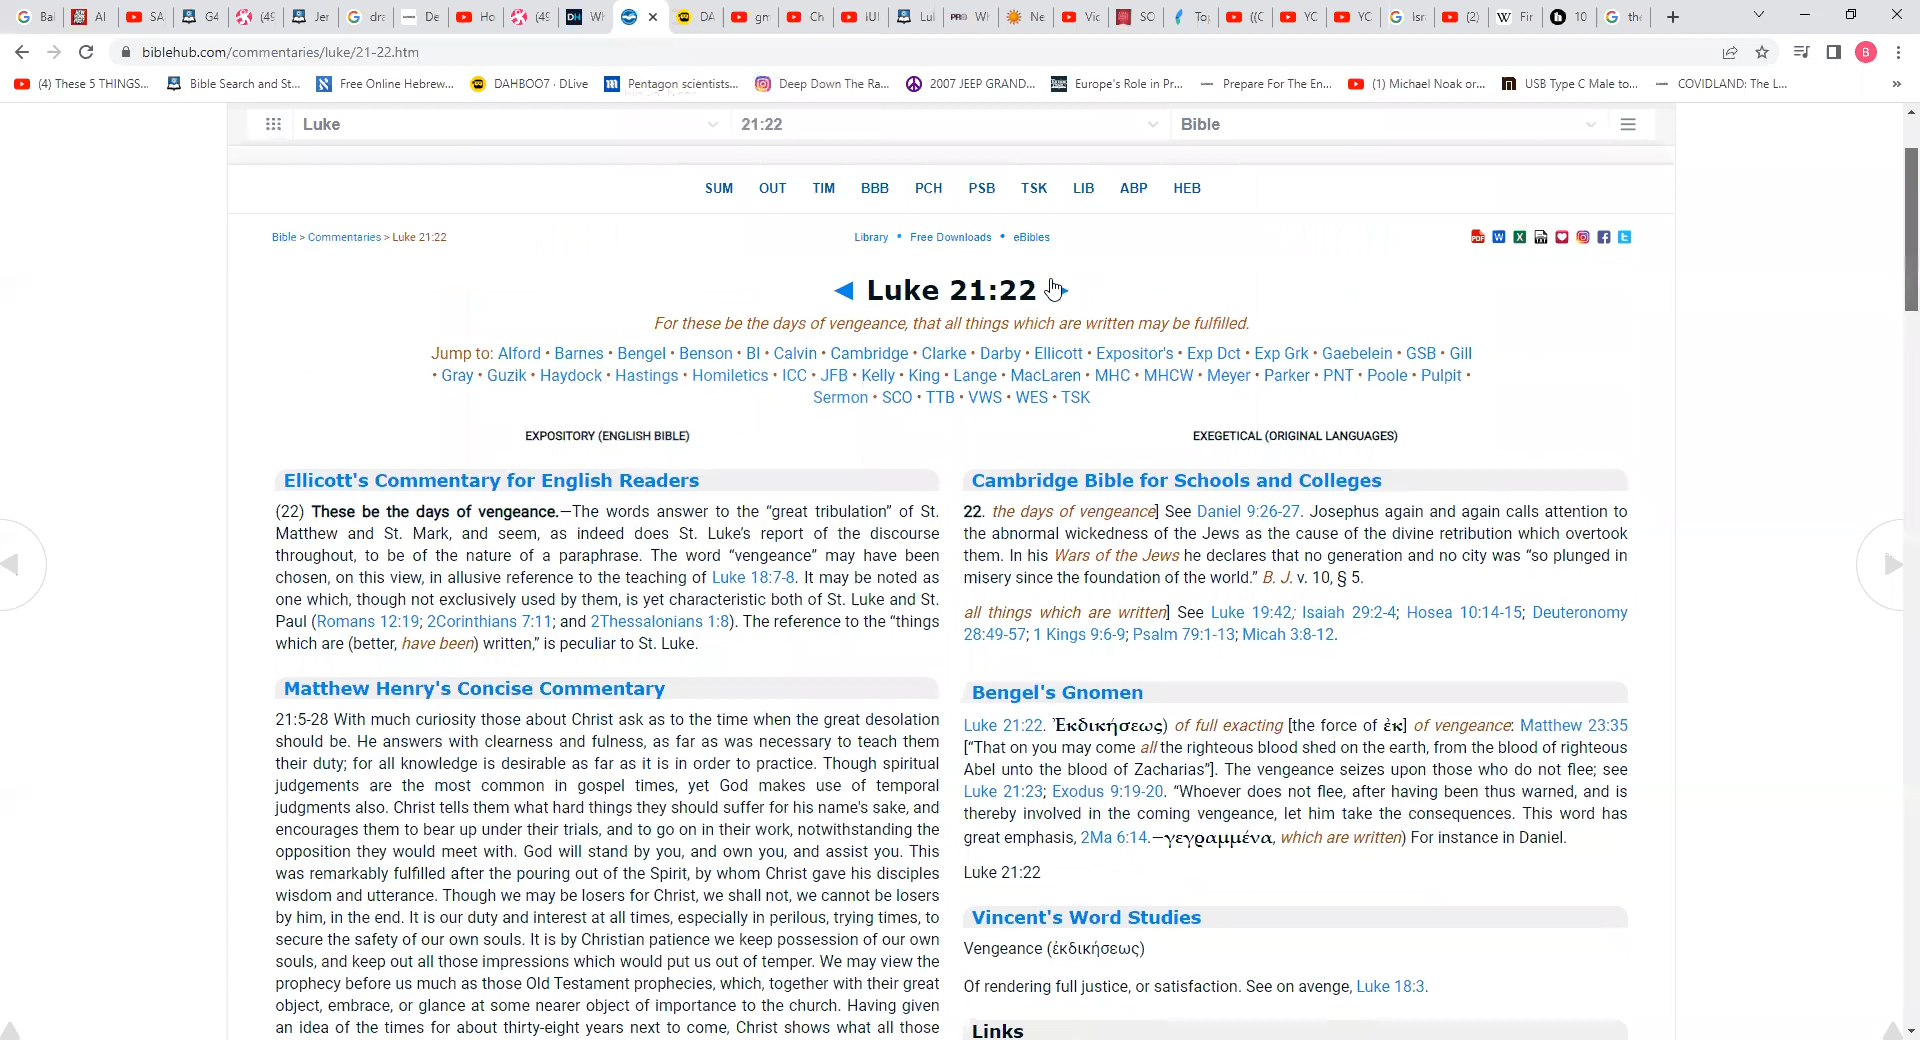 Bai
AI
SA
G4
(49
Jer
dra
De
Ho
(49
DH
Wl
DA
gn
Ch
iUl
Lul
PRB
Wl
Ne
Vic
SC
To
((C
YC
YC
Isr
(2)
W
Fir
10
the
biblehub.com/commentaries/luke/21-22.htm
B
(4) These 5 THINGS...
Bible Search and St...
Free Online Hebrew...
DAHBOO7 · DLive
Pentagon scientists...
Deep Down The Ra...
2007 JEEP GRAND...
Europe's Role in Pr...
Prepare For The En...
(1) Michael Noak or...
USB Type C Male to...
COVIDLAND: The L...
»
Luke
21:22
Bible
SUM OUT TIM BBB PCH PSB TSK LIB ABP HEB
Bible > Commentaries > Luke 21:22
Library • Free Downloads • eBibles
Luke 21:22
For these be the days of vengeance, that all things which are written may be fulfilled.
Jump to: Alford • Barnes • Bengel • Benson • BI • Calvin • Cambridge • Clarke • Darby • Ellicott • Expositor's • Exp Dct • Exp Grk • Gaebelein • GSB • Gill
• Gray • Guzik • Haydock • Hastings • Homiletics • ICC • JFB • Kelly • King • Lange • MacLaren • MHC • MHCW • Meyer • Parker • PNT • Poole • Pulpit •
Sermon • SCO • TTB • VWS • WES • TSK
EXPOSITORY (ENGLISH BIBLE)
Ellicott's Commentary for English Readers
(22) These be the days of vengeance.—The words answer to the “great tribulation” of St.
Matthew and St. Mark, and seem, as indeed does St. Luke’s report of the discourse
throughout, to be of the nature of a paraphrase. The word “vengeance” may have been
chosen, on this view, in allusive reference to the teaching of Luke 18:7-8. It may be noted as
one which, though not exclusively used by them, is yet characteristic both of St. Luke and St.
Paul (Romans 12:19; 2Corinthians 7:11; and 2Thessalonians 1:8). The reference to the “things
which are (better, have been) written,” is peculiar to St. Luke.
Matthew Henry's Concise Commentary
21:5-28 With much curiosity those about Christ ask as to the time when the great desolation
should be. He answers with clearness and fulness, as far as was necessary to teach them
their duty; for all knowledge is desirable as far as it is in order to practice. Though spiritual
judgements are the most common in gospel times, yet God makes use of temporal
judgments also. Christ tells them what hard things they should suffer for his name's sake, and
encourages them to bear up under their trials, and to go on in their work, notwithstanding the
opposition they would meet with. God will stand by you, and own you, and assist you. This
was remarkably fulfilled after the pouring out of the Spirit, by whom Christ gave his disciples
wisdom and utterance. Though we may be losers for Christ, we shall not, we cannot be losers
by him, in the end. It is our duty and interest at all times, especially in perilous, trying times, to
secure the safety of our own souls. It is by Christian patience we keep possession of our own
souls, and keep out all those impressions which would put us out of temper. We may view the
prophecy before us much as those Old Testament prophecies, which, together with their great
object, embrace, or glance at some nearer object of importance to the church. Having given
an idea of the times for about thirty-eight years next to come, Christ shows what all those
EXEGETICAL (ORIGINAL LANGUAGES)
Cambridge Bible for Schools and Colleges
22. the days of vengeance] See Daniel 9:26-27. Josephus again and again calls attention to
the abnormal wickedness of the Jews as the cause of the divine retribution which overtook
them. In his Wars of the Jews he declares that no generation and no city was “so plunged in
misery since the foundation of the world.” B. J. v. 10, § 5.
all things which are written] See Luke 19:42; Isaiah 29:2-4; Hosea 10:14-15; Deuteronomy
28:49-57; 1 Kings 9:6-9; Psalm 79:1-13; Micah 3:8-12.
Bengel's Gnomen
Luke 21:22. Ἐκδικήσεως) of full exacting [the force of ἐκ] of vengeance: Matthew 23:35
[“That on you may come all the righteous blood shed on the earth, from the blood of righteous
Abel unto the blood of Zacharias”]. The vengeance seizes upon those who do not flee; see
Luke 21:23; Exodus 9:19-20. “Whoever does not flee, after having been thus warned, and is
thereby involved in the coming vengeance, let him take the consequences. This word has
great emphasis, 2Ma 6:14.—γεγραμμένα, which are written) For instance in Daniel.
Luke 21:22
Vincent's Word Studies
Vengeance (ἐκδικήσεως)
Of rendering full justice, or satisfaction. See on avenge, Luke 18:3.
Links